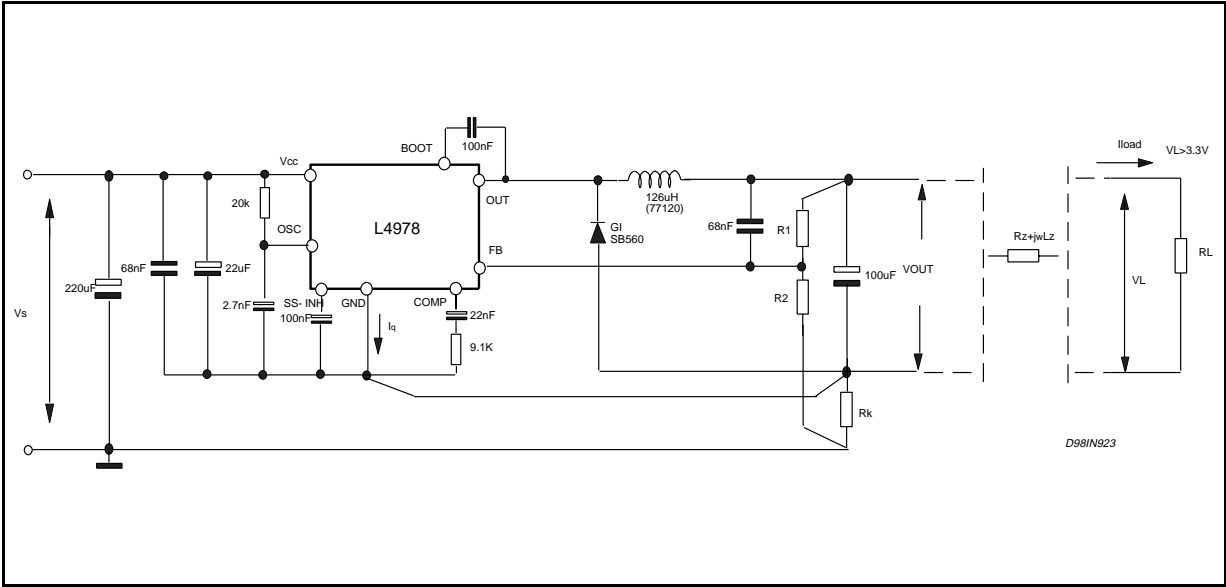 BOOT
100nF
Vcc
20k
OSC
L4978
OUT
FB
126uH
(77120)
GI
SB560
68nF
R1
R2
100uF
VOUT
Rz+jwLz
Iload
VL>3.3V
VL
RL
Vs
220uF
68nF
22uF
2.7nF
SS- INH
100nF
GND
COMP
Iq
22nF
9.1K
Rk
D98IN923